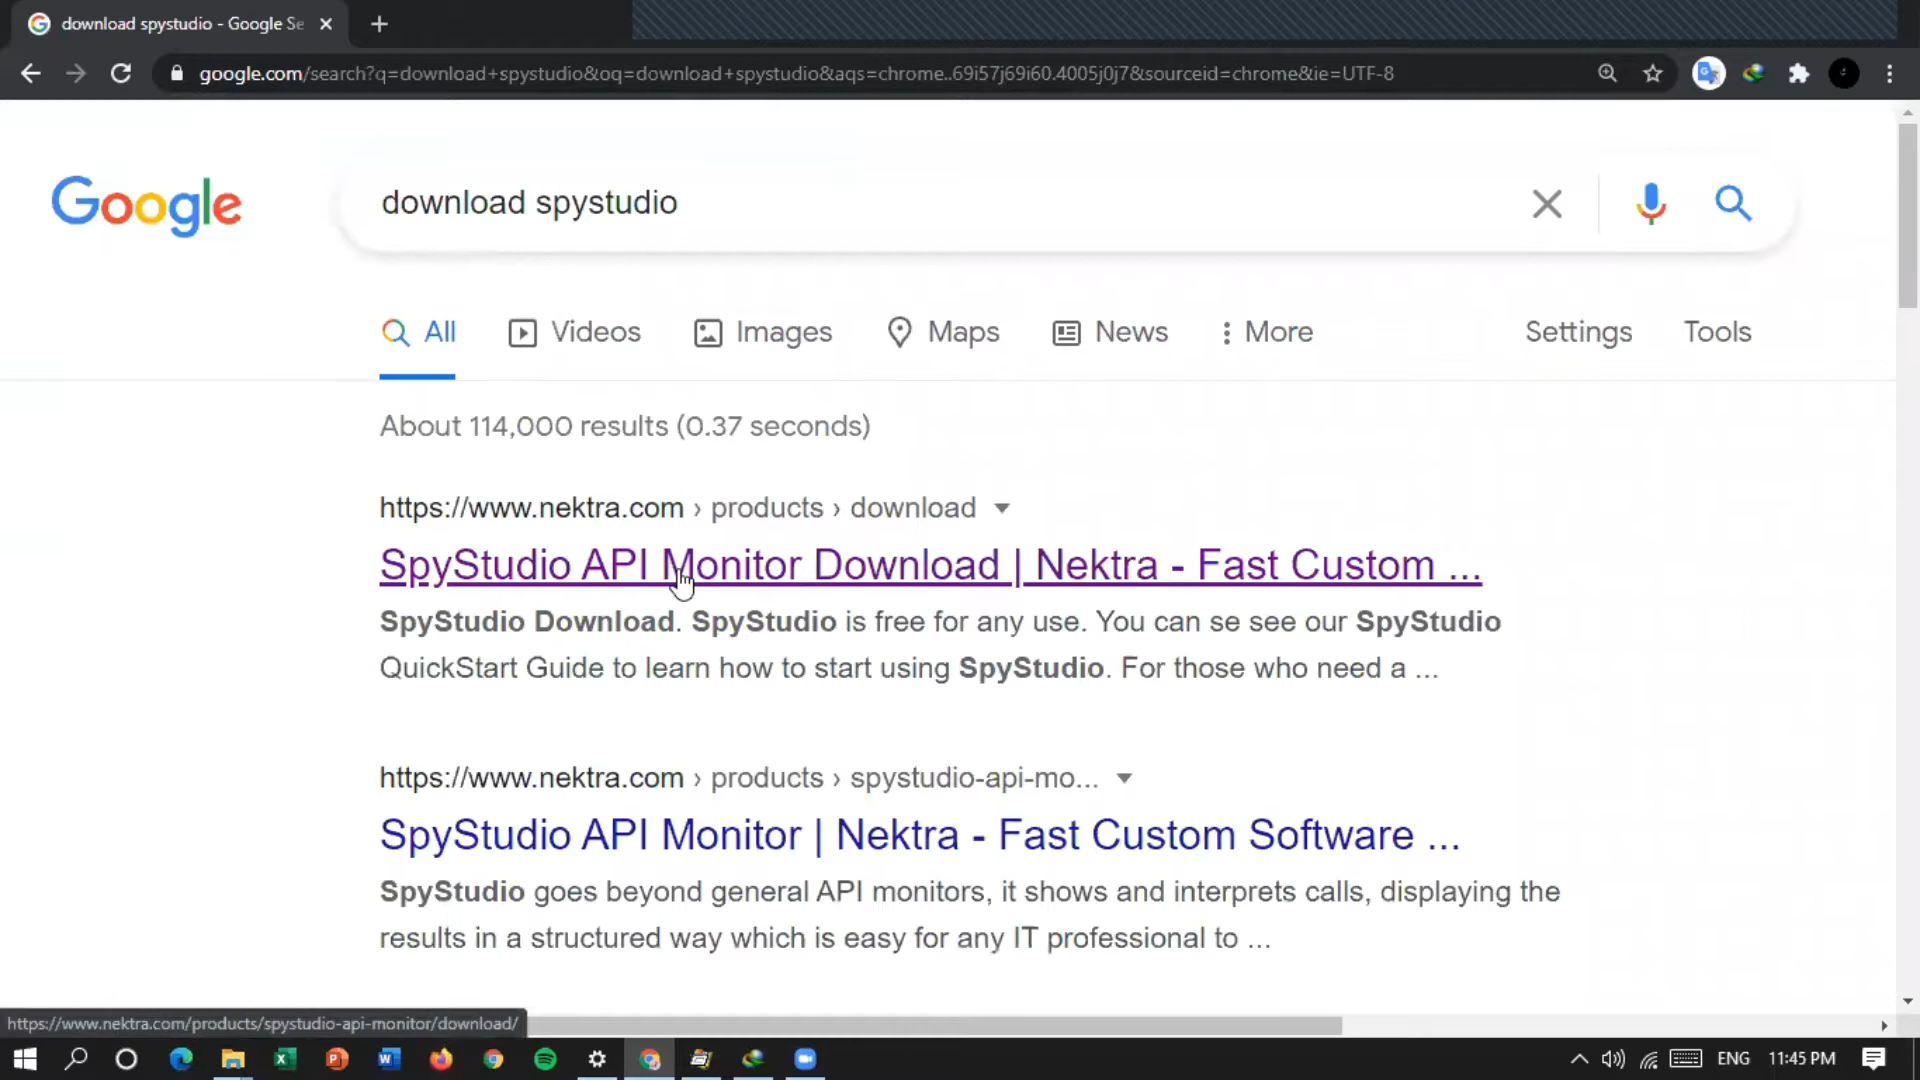 download spystudio - Google Se
google.com/search?q=download+spystudio&oq=download+spystudio&aqs=chrome..69i57j69i60.4005j0j7&sourceid=chrome&ie=UTF-8
Google
download spystudio
All
Videos
Images
Maps
News
More
Settings
Tools
About 114,000 results (0.37 seconds)
https://www.nektra.com › products › download
SpyStudio API Monitor Download | Nektra - Fast Custom ...
SpyStudio Download. SpyStudio is free for any use. You can se see our SpyStudio
QuickStart Guide to learn how to start using SpyStudio. For those who need a ...
https://www.nektra.com › products › spystudio-api-mo...
SpyStudio API Monitor | Nektra - Fast Custom Software ...
SpyStudio goes beyond general API monitors, it shows and interprets calls, displaying the
results in a structured way which is easy for any IT professional to ...
https://www.nektra.com/products/spystudio-api-monitor/download/
ENG
11:45 PM